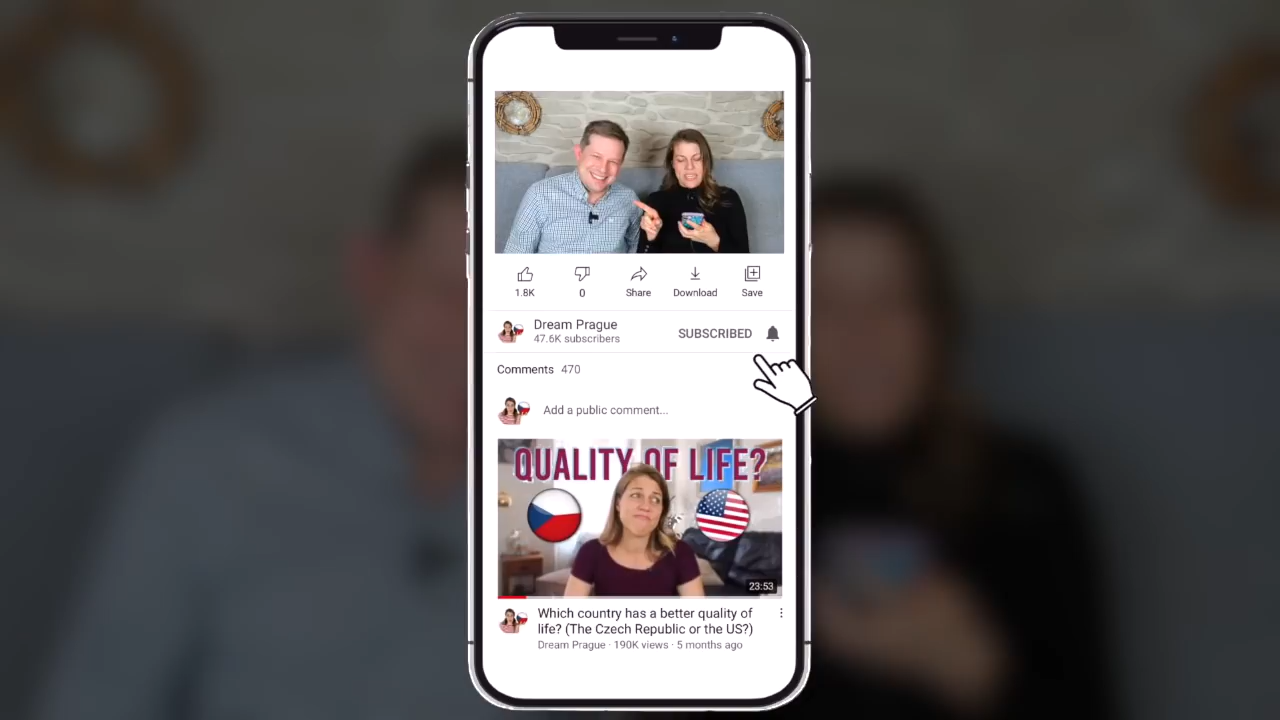 1.8K
0
Share
Download
Save
Dream Prague
47.6K subscribers
SUBSCRIBED
Comments 470
Add a public comment...
QUALITY OF LIFE?
23:53
Which country has a better quality of
life? (The Czech Republic or the US?)
Dream Prague · 190K views · 5 months ago